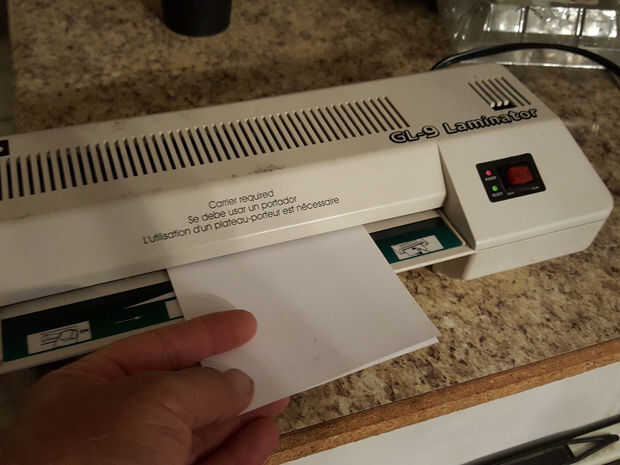 GL-9 Laminator
Carrier required
Se debe usar un portador
L'utilisation d'un plateau-porteur est nécessaire